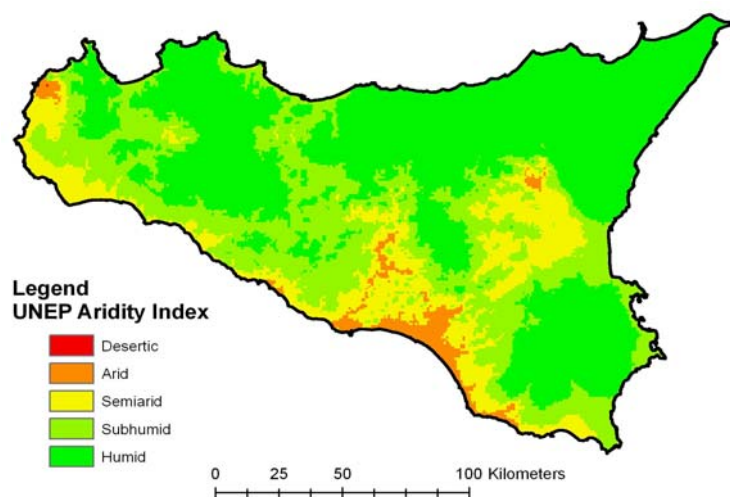 Legend
UNEP Aridity Index
Desertic
Arid
Semiarid
Subhumid
Humid
0 25 50 100 Kilometers